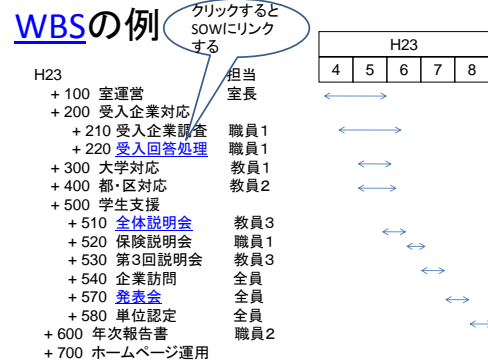 WBSの例
クリックすると
SOWにリンク
する
H23
4 5 6 7 8
H23 担当
+ 100 室運営 室長
+ 200 受入企業対応
+ 210 受入企業調査 職員1
+ 220 受入回答処理 職員1
+ 300 大学対応 教員1
+ 400 都・区対応 教員2
+ 500 学生支援
+ 510 全体説明会 教員3
+ 520 保険説明会 職員1
+ 530 第3回説明会 教員3
+ 540 企業訪問 全員
+ 570 発表会 全員
+ 580 単位認定 全員
+ 600 年次報告書 職員2
+ 700 ホームページ運用